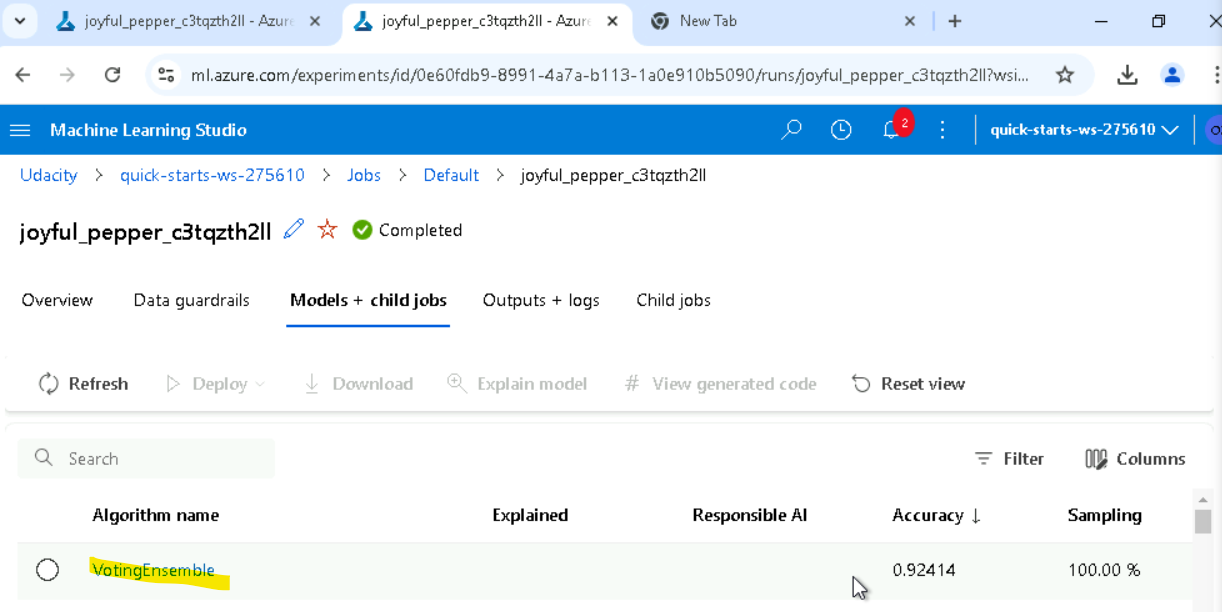 joyful_pepper_c3tqzth2ll - Azure
joyful_pepper_c3tqzth2ll - Azure
New Tab
ml.azure.com/experiments/id/0e60fdb9-8991-4a7a-b113-1a0e910b5090/runs/joyful_pepper_c3tqzth2ll?wsi...
Machine Learning Studio
2
quick-starts-ws-275610
Udacity > quick-starts-ws-275610 > Jobs > Default > joyful_pepper_c3tqzth2ll
joyful_pepper_c3tqzth2ll Completed
Overview Data guardrails Models + child jobs Outputs + logs Child jobs
Refresh Deploy Download Explain model # View generated code Reset view
Search Filter Columns
Algorithm name Explained Responsible AI Accuracy ↓ Sampling
VotingEnsemble 0.92414 100.00 %